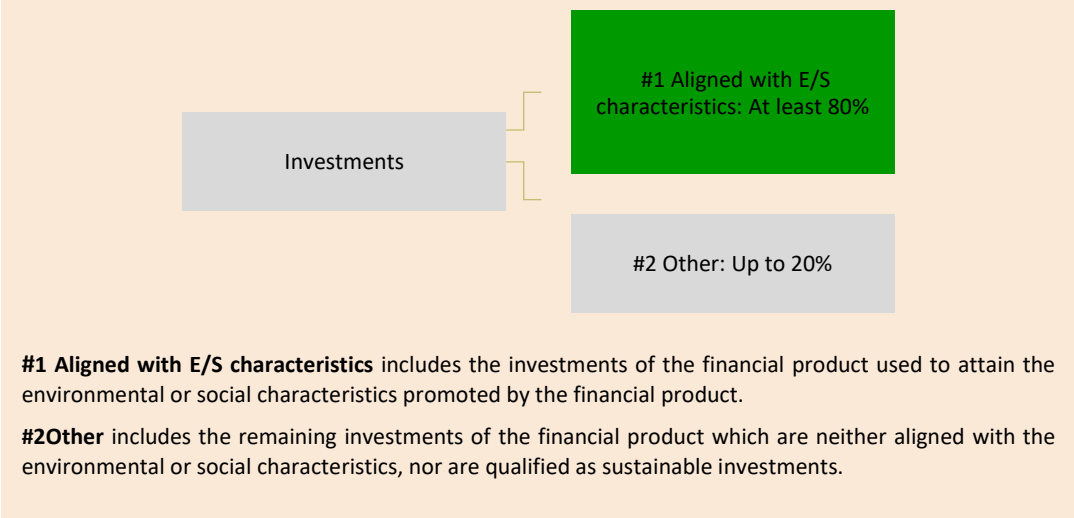 #1 Aligned with E/S
characteristics: At least 80%
Investments
#2 Other: Up to 20%
#1 Aligned with E/S characteristics includes the investments of the financial product used to attain the
environmental or social characteristics promoted by the financial product.
#2Other includes the remaining investments of the financial product which are neither aligned with the
environmental or social characteristics, nor are qualified as sustainable investments.